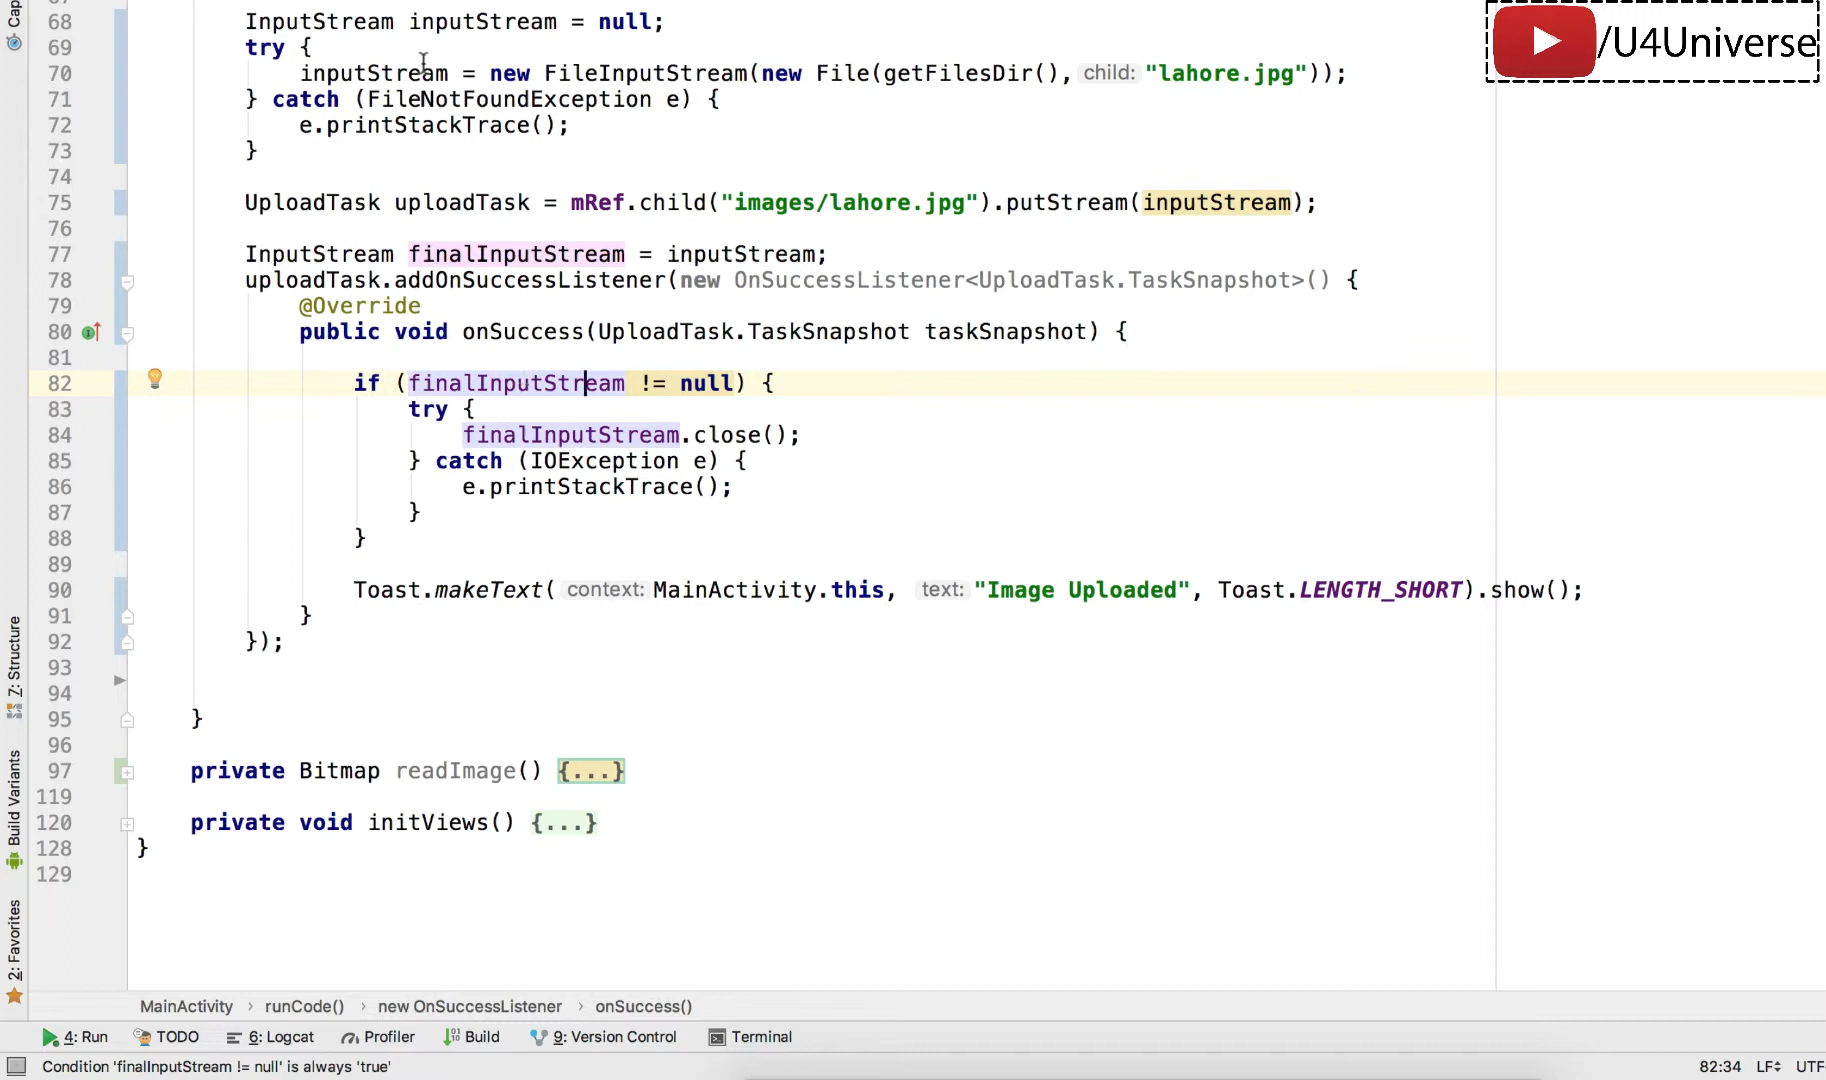 Cap
/U4Universe
68 InputStream inputStream = null;
69 try {
70 inputStream = new FileInputStream(new File(getFilesDir(), child: "lahore.jpg"));
71 } catch (FileNotFoundException e) {
72 e.printStackTrace();
73 }
74
75 UploadTask uploadTask = mRef.child("images/lahore.jpg").putStream(inputStream);
76
77 InputStream finalInputStream = inputStream;
78 uploadTask.addOnSuccessListener(new OnSuccessListener<UploadTask.TaskSnapshot>() {
79 @Override
80 public void onSuccess(UploadTask.TaskSnapshot taskSnapshot) {
81
82 if (finalInputStream != null) {
83 try {
84 finalInputStream.close();
85 } catch (IOException e) {
86 e.printStackTrace();
87 }
88 }
89
90 Toast.makeText( context: MainActivity.this, text: "Image Uploaded", Toast.LENGTH_SHORT).show();
91 }
92 });
93
94
95 }
96
97 private Bitmap readImage() {...}
119
120 private void initViews() {...}
128 }
129
7: Structure
Build Variants
2: Favorites
MainActivity › runCode() › new OnSuccessListener › onSuccess()
4: Run TODO 6: Logcat Profiler Build 9: Version Control Terminal
Condition 'finalInputStream != null' is always 'true' 82:34 LF UTF